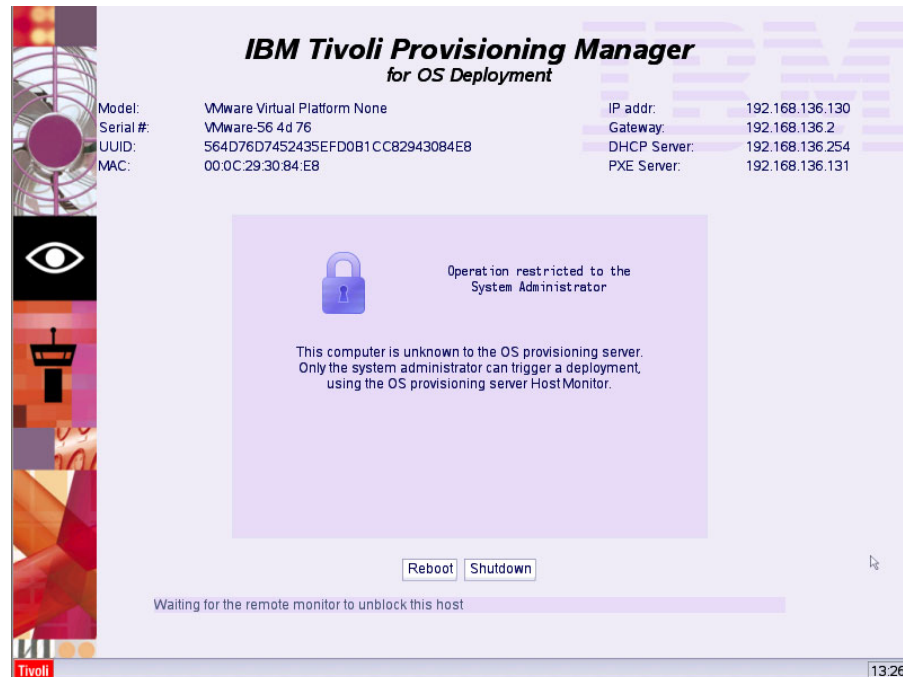 IBM Tivoli Provisioning Manager
for OS Deployment
Model: VMware Virtual Platform None IP addr: 192.168.136.130
Serial #: VMware-56 4d 76 Gateway: 192.168.136.2
UUID: 564D76D7452435EFD0B1CC82943084E8 DHCP Server: 192.168.136.254
MAC: 00:0C:29:30:84:E8 PXE Server: 192.168.136.131
Operation restricted to the
System Administrator
This computer is unknown to the OS provisioning server.
Only the system administrator can trigger a deployment,
using the OS provisioning server Host Monitor.
Reboot Shutdown
Waiting for the remote monitor to unblock this host
Tivoli 13:26